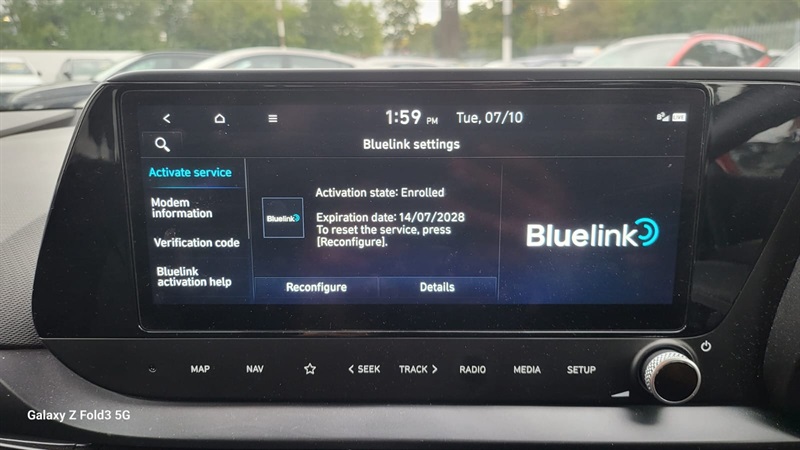 1:59 PM Tue, 07/10
LIVE
Bluelink settings
Activate service
Modem
information
Verification code
Bluelink
activation help
Bluelink
Activation state: Enrolled
Expiration date: 14/07/2028
To reset the service, press
[Reconfigure].
Reconfigure Details
Bluelink
MAP NAV SEEK TRACK RADIO MEDIA SETUP
Galaxy Z Fold3 5G